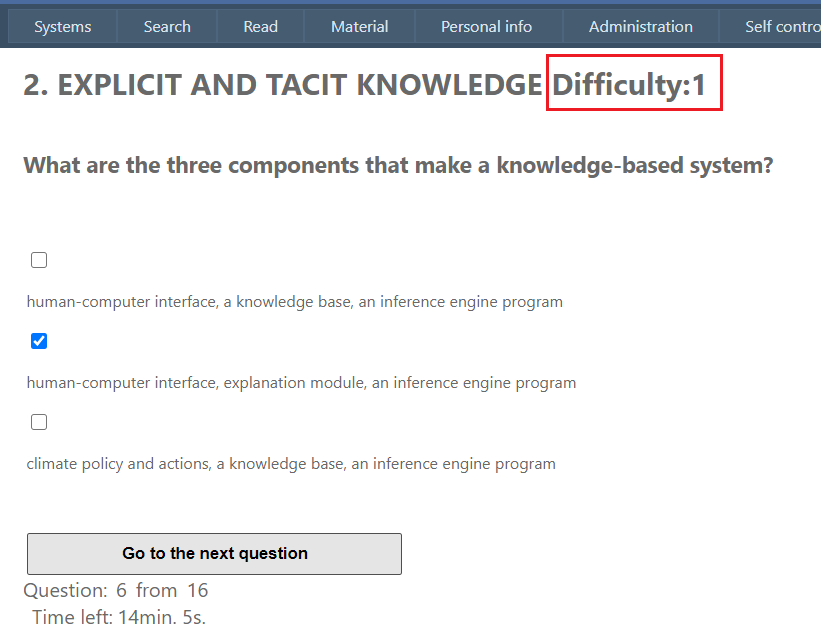 Systems Search Read Material Personal info Administration Self contro
2. EXPLICIT AND TACIT KNOWLEDGE Difficulty:1
What are the three components that make a knowledge-based system?
human-computer interface, a knowledge base, an inference engine program
human-computer interface, explanation module, an inference engine program
climate policy and actions, a knowledge base, an inference engine program
Go to the next question
Question: 6 from 16
Time left: 14min. 5s.